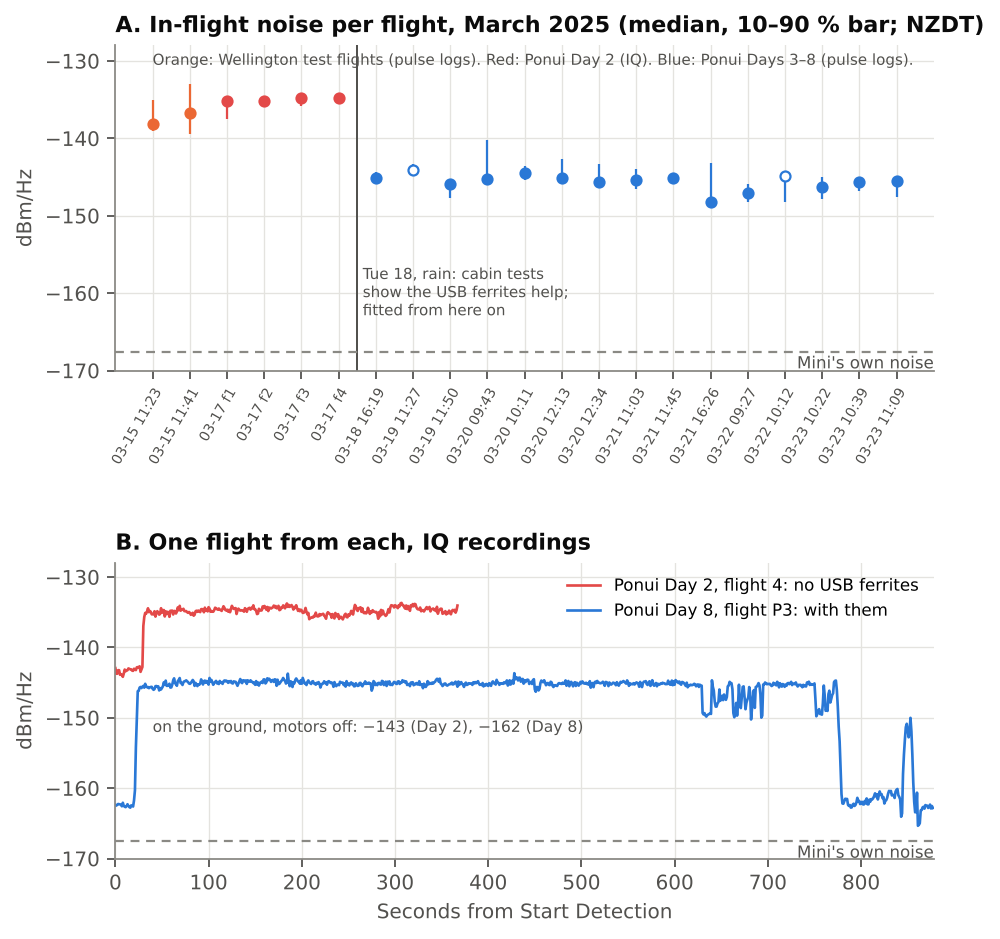 A. In-flight noise per flight, March 2025 (median, 10–90 % bar; NZDT)
Orange: Wellington test flights (pulse logs). Red: Ponui Day 2 (IQ). Blue: Ponui Days 3–8 (pulse logs).
−130
−140
−150
−160
−170
dBm/Hz
Tue 18, rain: cabin tests
show the USB ferrites help;
fitted from here on
Mini's own noise
03-15 11:23
03-15 11:41
03-17 f1
03-17 f2
03-17 f3
03-17 f4
03-18 16:19
03-19 11:27
03-19 11:50
03-20 09:43
03-20 10:11
03-20 12:13
03-20 12:34
03-21 11:03
03-21 11:45
03-21 16:26
03-22 09:27
03-22 10:12
03-23 10:22
03-23 10:39
03-23 11:09
B. One flight from each, IQ recordings
−130
−140
−150
−160
−170
dBm/Hz
Ponui Day 2, flight 4: no USB ferrites
Ponui Day 8, flight P3: with them
on the ground, motors off: −143 (Day 2), −162 (Day 8)
Mini's own noise
0 100 200 300 400 500 600 700 800
Seconds from Start Detection